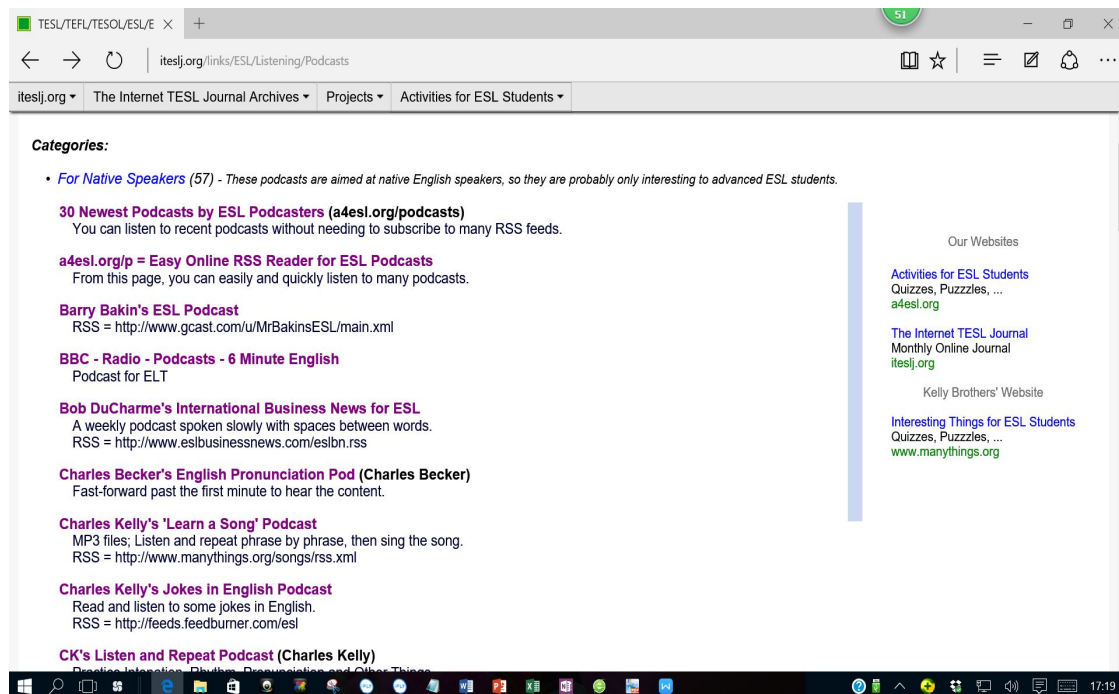 TESL/TEFL/TESOL/ESL/E
51
iteslj.org/links/ESL/Listening/Podcasts
iteslj.org
The Internet TESL Journal Archives
Projects
Activities for ESL Students
Categories:
• For Native Speakers (57) - These podcasts are aimed at native English speakers, so they are probably only interesting to advanced ESL students.
30 Newest Podcasts by ESL Podcasters (a4esl.org/podcasts)
You can listen to recent podcasts without needing to subscribe to many RSS feeds.
a4esl.org/p = Easy Online RSS Reader for ESL Podcasts
From this page, you can easily and quickly listen to many podcasts.
Barry Bakin's ESL Podcast
RSS = http://www.gcast.com/u/MrBakinsESL/main.xml
BBC - Radio - Podcasts - 6 Minute English
Podcast for ELT
Bob DuCharme's International Business News for ESL
A weekly podcast spoken slowly with spaces between words.
RSS = http://www.eslbusinessnews.com/eslbn.rss
Charles Becker's English Pronunciation Pod (Charles Becker)
Fast-forward past the first minute to hear the content.
Charles Kelly's 'Learn a Song' Podcast
MP3 files; Listen and repeat phrase by phrase, then sing the song.
RSS = http://www.manythings.org/songs/rss.xml
Charles Kelly's Jokes in English Podcast
Read and listen to some jokes in English.
RSS = http://feeds.feedburner.com/esl
CK's Listen and Repeat Podcast (Charles Kelly)
Practice Intonation, Rhythm, Pronunciation and Other Things
Our Websites
Activities for ESL Students
Quizzes, Puzzzles, ...
a4esl.org
The Internet TESL Journal
Monthly Online Journal
iteslj.org
Kelly Brothers' Website
Interesting Things for ESL Students
Quizzes, Puzzzles, ...
www.manythings.org
17:19